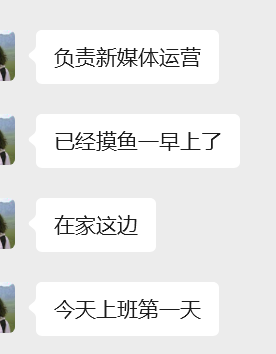 负责新媒体运营
已经摸鱼一早上了
在家这边
今天上班第一天